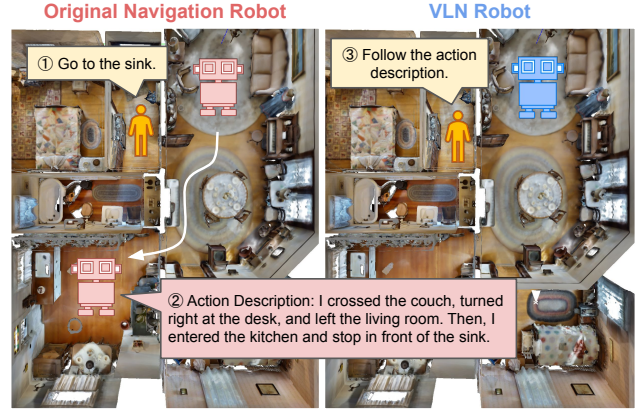 Original Navigation Robot
VLN Robot
① Go to the sink.
③ Follow the action
description.
② Action Description: I crossed the couch, turned
right at the desk, and left the living room. Then, I
entered the kitchen and stop in front of the sink.